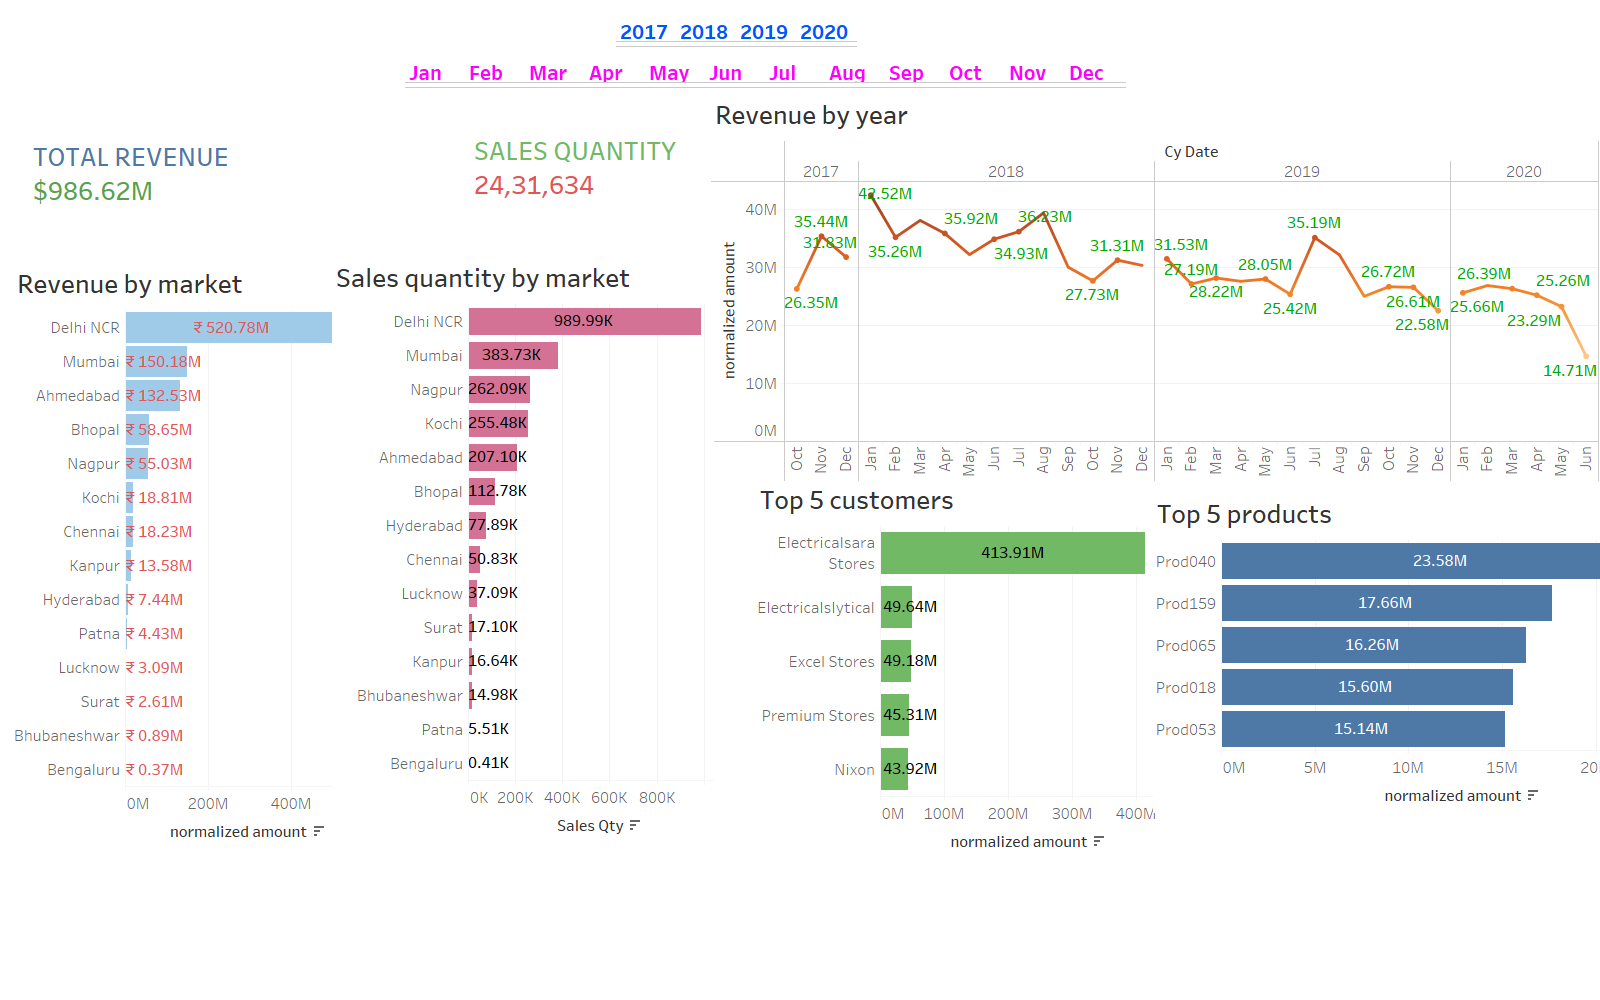 2017 2018 2019 2020
Jan Feb Mar Apr May Jun Jul Aug Sep Oct Nov Dec
TOTAL REVENUE
$986.62M
SALES QUANTITY
24,31,634
Revenue by year
Cy Date
2017 2018 2019 2020
normalized amount
40M
30M
20M
10M
0M
26.35M
35.44M
31.83M
42.52M
35.26M
35.92M
34.93M
36.23M
27.73M
31.31M
31.53M
27.19M
28.22M
28.05M
25.42M
35.19M
26.72M
26.61M
22.58M
25.66M
26.39M
23.29M
25.26M
14.71M
Oct Nov Dec Jan Feb Mar Apr May Jun Jul Aug Sep Oct Nov Dec Jan Feb Mar Apr May Jun Jul Aug Sep Oct Nov Dec Jan Feb Mar Apr May Jun
Revenue by market
Delhi NCR ₹ 520.78M
Mumbai ₹ 150.18M
Ahmedabad ₹ 132.53M
Bhopal ₹ 58.65M
Nagpur ₹ 55.03M
Kochi ₹ 18.81M
Chennai ₹ 18.23M
Kanpur ₹ 13.58M
Hyderabad ₹ 7.44M
Patna ₹ 4.43M
Lucknow ₹ 3.09M
Surat ₹ 2.61M
Bhubaneshwar ₹ 0.89M
Bengaluru ₹ 0.37M
0M 200M 400M
normalized amount
Sales quantity by market
Delhi NCR 989.99K
Mumbai 383.73K
Nagpur 262.09K
Kochi 255.48K
Ahmedabad 207.10K
Bhopal 112.78K
Hyderabad 77.89K
Chennai 50.83K
Lucknow 37.09K
Surat 17.10K
Kanpur 16.64K
Bhubaneshwar 14.98K
Patna 5.51K
Bengaluru 0.41K
0K 200K 400K 600K 800K
Sales Qty
Top 5 customers
Electricalsara
Stores
413.91M
Electricalslytical 49.64M
Excel Stores 49.18M
Premium Stores 45.31M
Nixon 43.92M
0M 100M 200M 300M 400M
normalized amount
Top 5 products
Prod040 23.58M
Prod159 17.66M
Prod065 16.26M
Prod018 15.60M
Prod053 15.14M
0M 5M 10M 15M
normalized amount